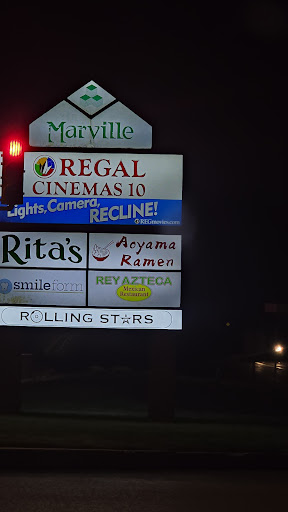 Marville
REGAL
CINEMAS 10
Lights, Camera, RECLINE!
REGmovies.com
Rita's
Aoyama
Ramen
smileform
REY AZTECA
Mexican
Restaurant
ROLLING STARS